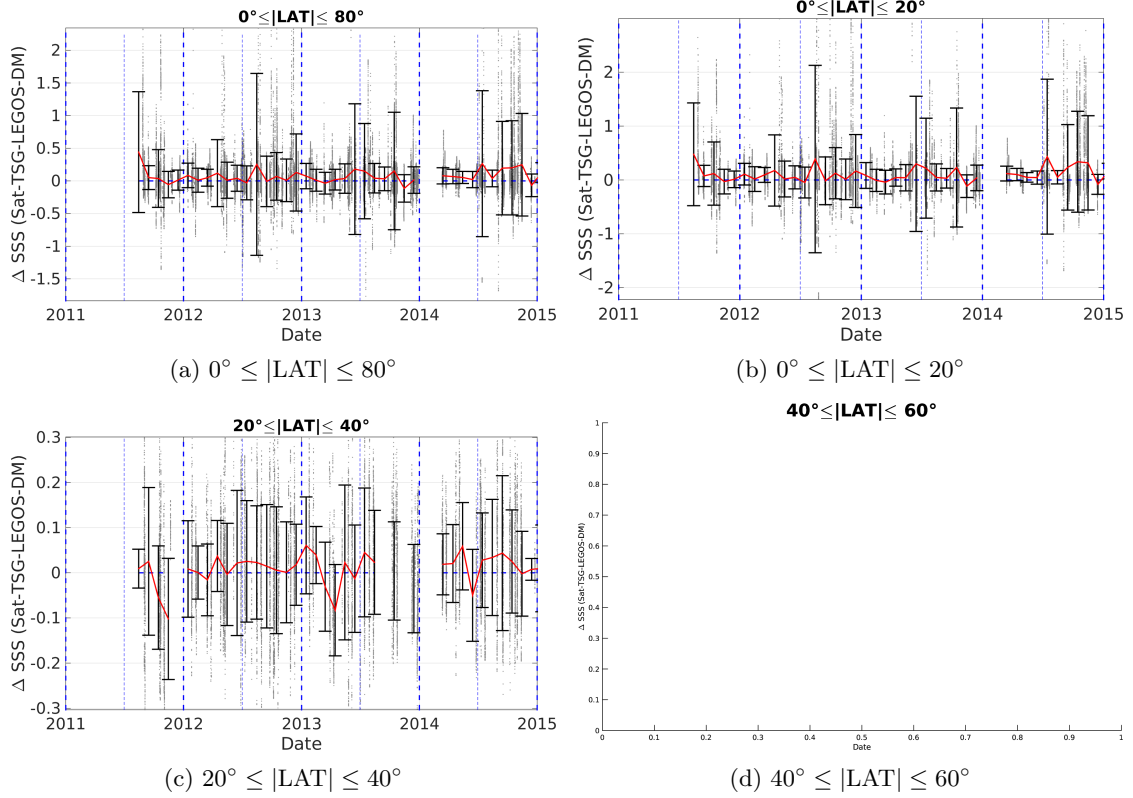 0°≤|LAT|≤ 80°
Δ SSS (Sat-TSG-LEGOS-DM)
2
1.5
1
0.5
0
-0.5
-1
-1.5
2011 2012 2013 2014 2015
Date
(a) 0° ≤ |LAT| ≤ 80°
0°≤|LAT|≤ 20°
Δ SSS (Sat-TSG-LEGOS-DM)
2
1
0
-1
-2
2011 2012 2013 2014 2015
Date
(b) 0° ≤ |LAT| ≤ 20°
20°≤|LAT|≤ 40°
Δ SSS (Sat-TSG-LEGOS-DM)
0.3
0.2
0.1
0
-0.1
-0.2
-0.3
2011 2012 2013 2014 2015
Date
(c) 20° ≤ |LAT| ≤ 40°
40°≤|LAT|≤ 60°
Δ SSS (Sat-TSG-LEGOS-DM)
1
0.9
0.8
0.7
0.6
0.5
0.4
0.3
0.2
0.1
0
0 0.1 0.2 0.3 0.4 0.5 0.6 0.7 0.8 0.9 1
Date
(d) 40° ≤ |LAT| ≤ 60°